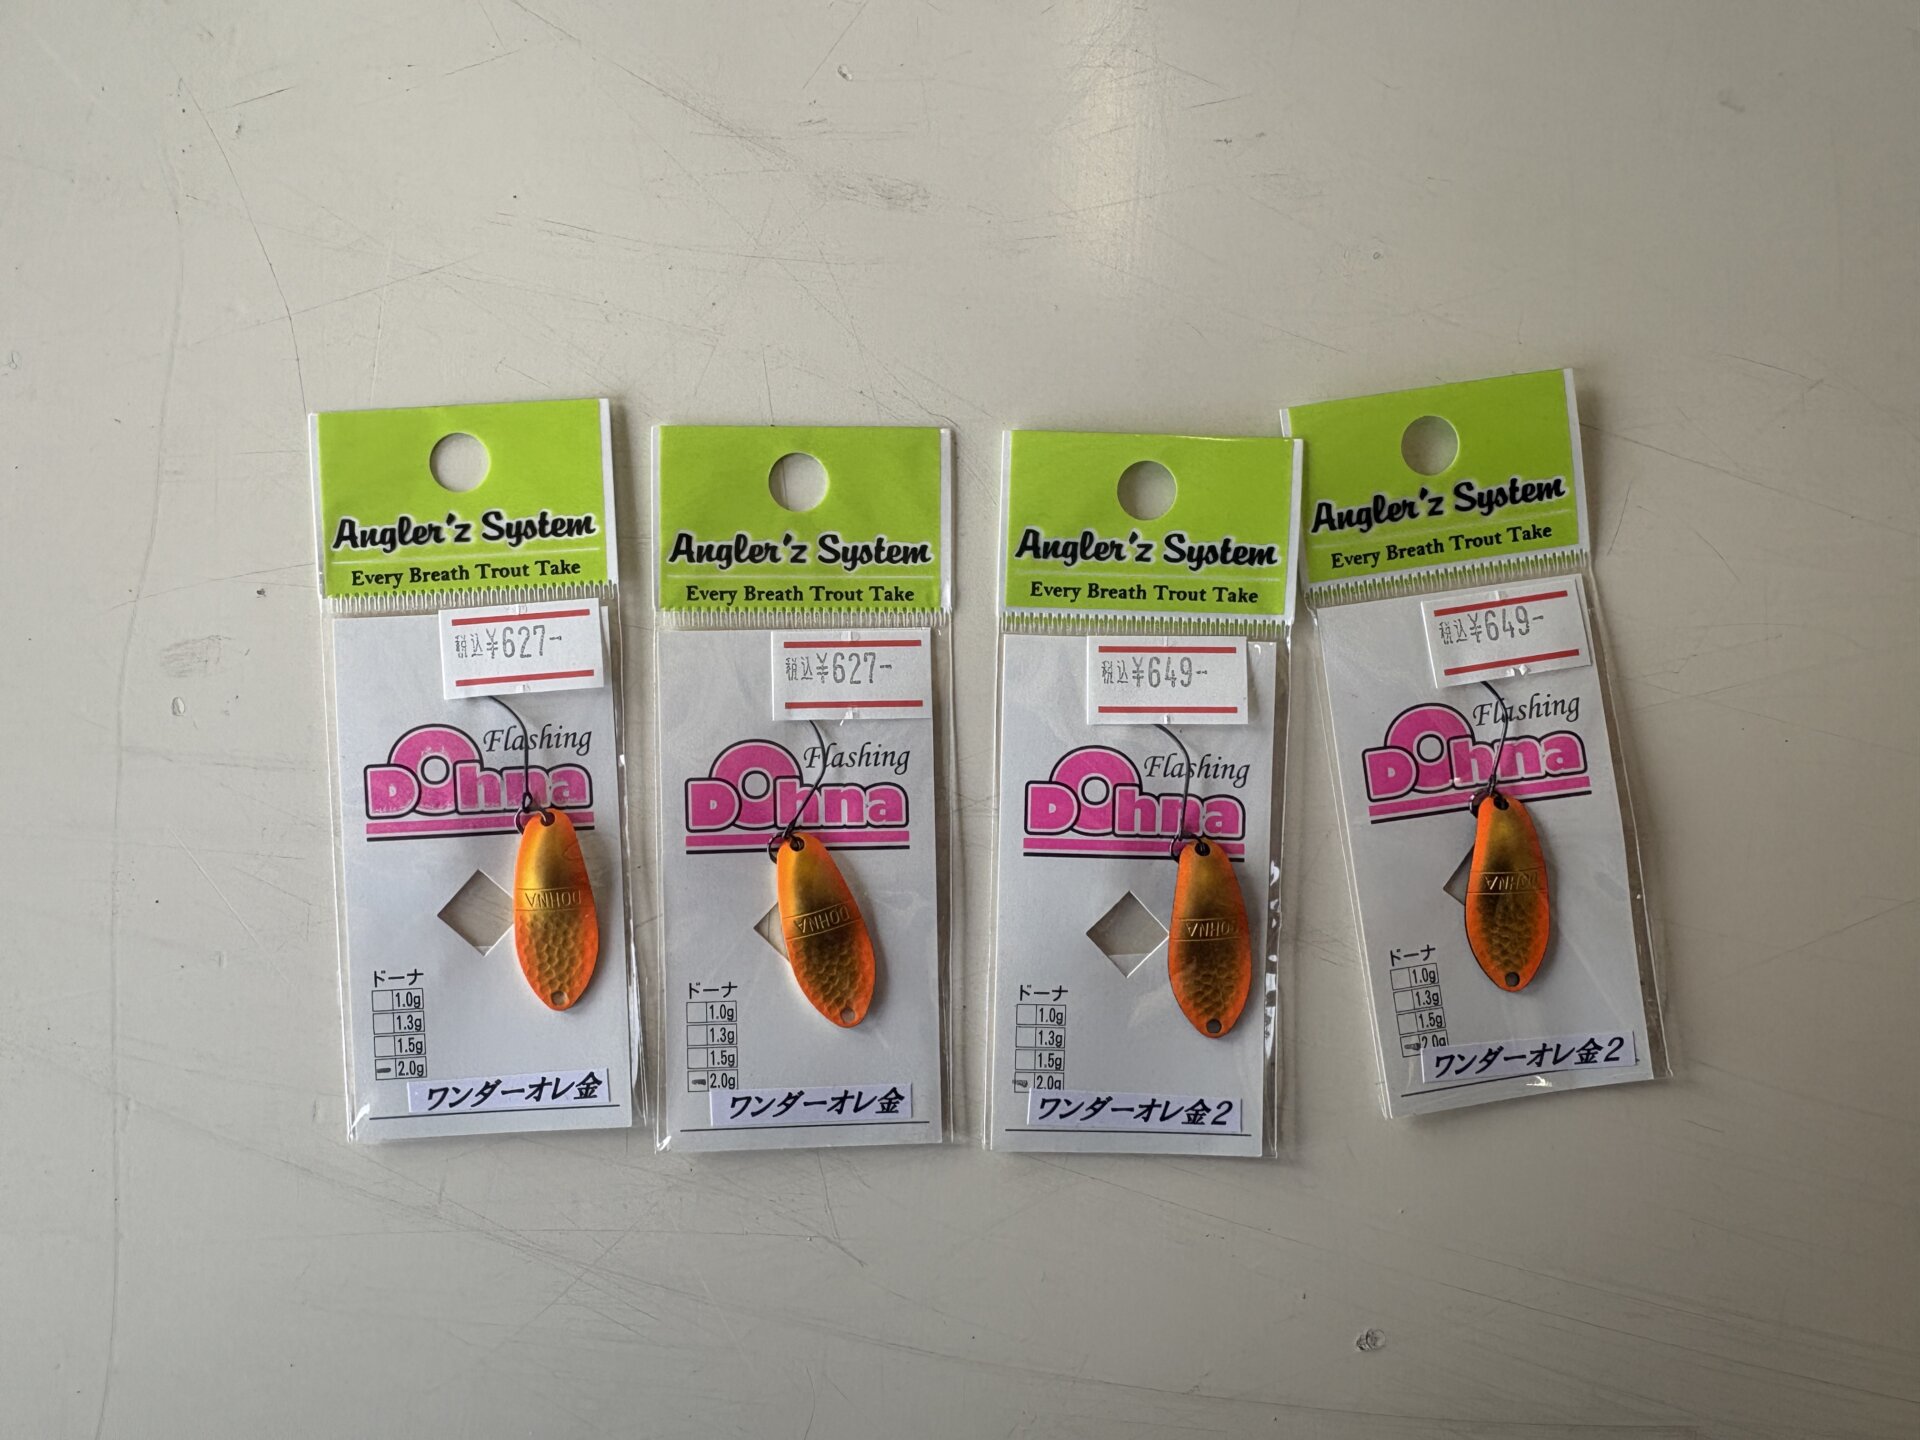 Angler'z System
Every Breath Trout Take
税込¥627-
Flashing
Dohna
DOHNA
ドーナ
1.0g
1.3g
1.5g
2.0g
ワンダーオレ金
Angler'z System
Every Breath Trout Take
税込¥627-
Flashing
Dohna
DOHNA
ドーナ
1.0g
1.3g
1.5g
2.0g
ワンダーオレ金
Angler'z System
Every Breath Trout Take
税込¥649-
Flashing
Dohna
DOHNA
ドーナ
1.0g
1.3g
1.5g
2.0g
ワンダーオレ金2
Angler'z System
Every Breath Trout Take
税込¥649-
Flashing
Dohna
DOHNA
ドーナ
1.0g
1.3g
1.5g
2.0g
ワンダーオレ金2